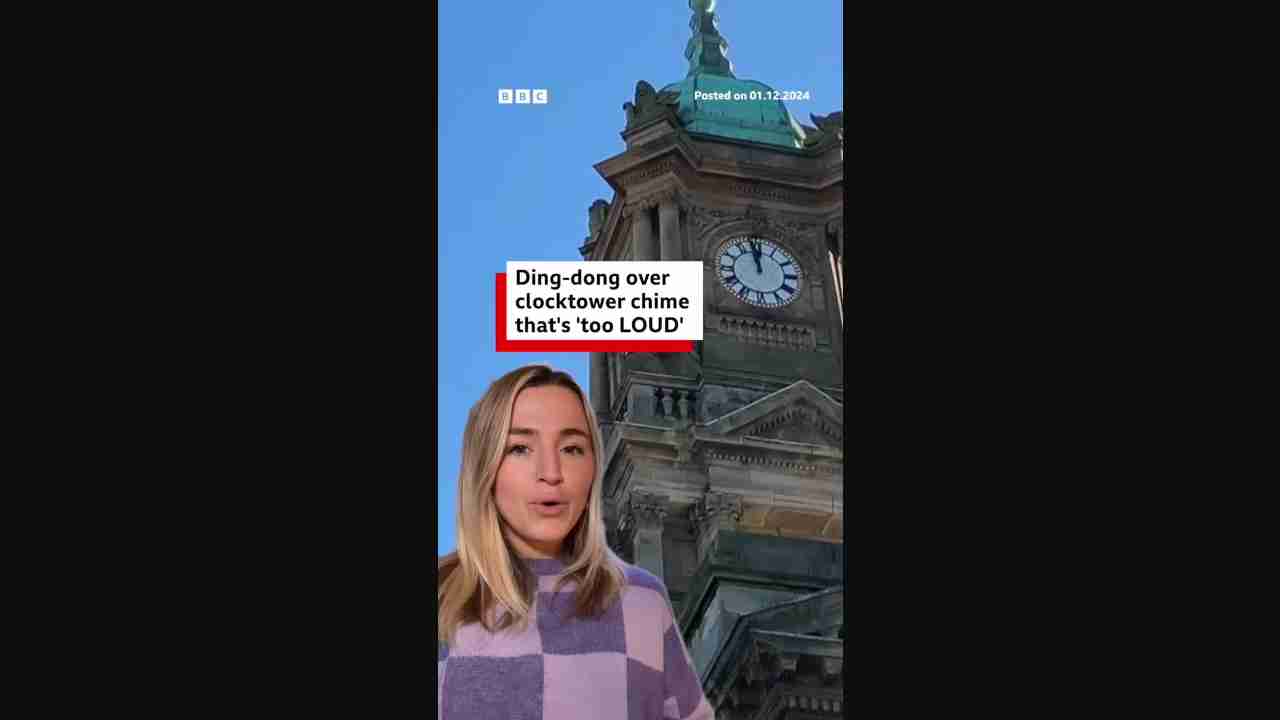 BBC
Posted on 01.12.2024
Ding-dong over
clocktower chime
that's 'too LOUD'